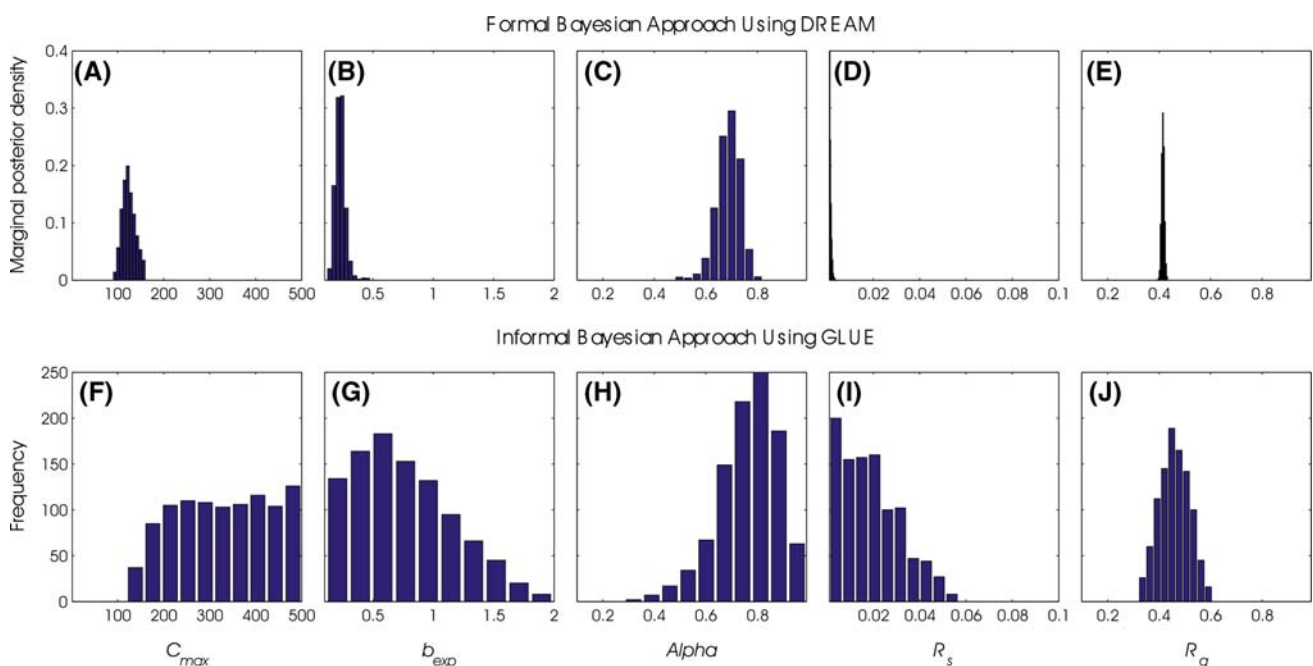 Formal Bayesian Approach Using DREAM
Marginal posterior density
0.4
0.3
0.2
0.1
0
(A)
(B)
(C)
(D)
(E)
100 200 300 400 500
0.5 1 1.5 2
0.2 0.4 0.6 0.8
0.02 0.04 0.06 0.08 0.1
0.2 0.4 0.6 0.8
Informal Bayesian Approach Using GLUE
Frequency
250
200
150
100
50
0
(F)
(G)
(H)
(I)
(J)
100 200 300 400 500
0.5 1 1.5 2
0.2 0.4 0.6 0.8
0.02 0.04 0.06 0.08 0.1
0.2 0.4 0.6 0.8
C_max
b_exp
Alpha
R_s
R_q